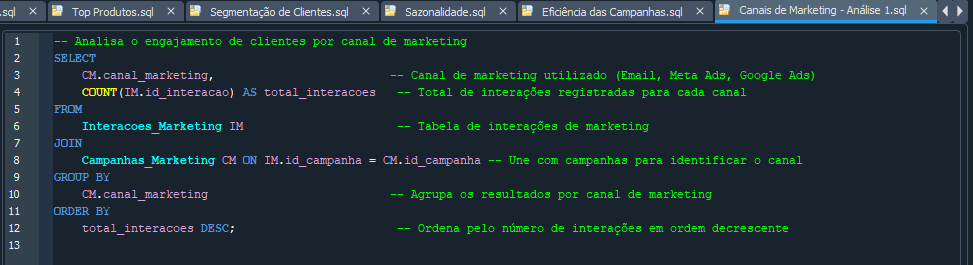 .sql Top Produtos.sql Segmentação de Clientes.sql Sazonalidade.sql Eficiência das Campanhas.sql Canais de Marketing - Análise 1.sql
1 -- Analisa o engajamento de clientes por canal de marketing
2 SELECT
3 CM.canal_marketing, -- Canal de marketing utilizado (Email, Meta Ads, Google Ads)
4 COUNT(IM.id_interacao) AS total_interacoes -- Total de interações registradas para cada canal
5 FROM
6 Interacoes_Marketing IM -- Tabela de interações de marketing
7 JOIN
8 Campanhas_Marketing CM ON IM.id_campanha = CM.id_campanha -- Une com campanhas para identificar o canal
9 GROUP BY
10 CM.canal_marketing -- Agrupa os resultados por canal de marketing
11 ORDER BY
12 total_interacoes DESC; -- Ordena pelo número de interações em ordem decrescente
13